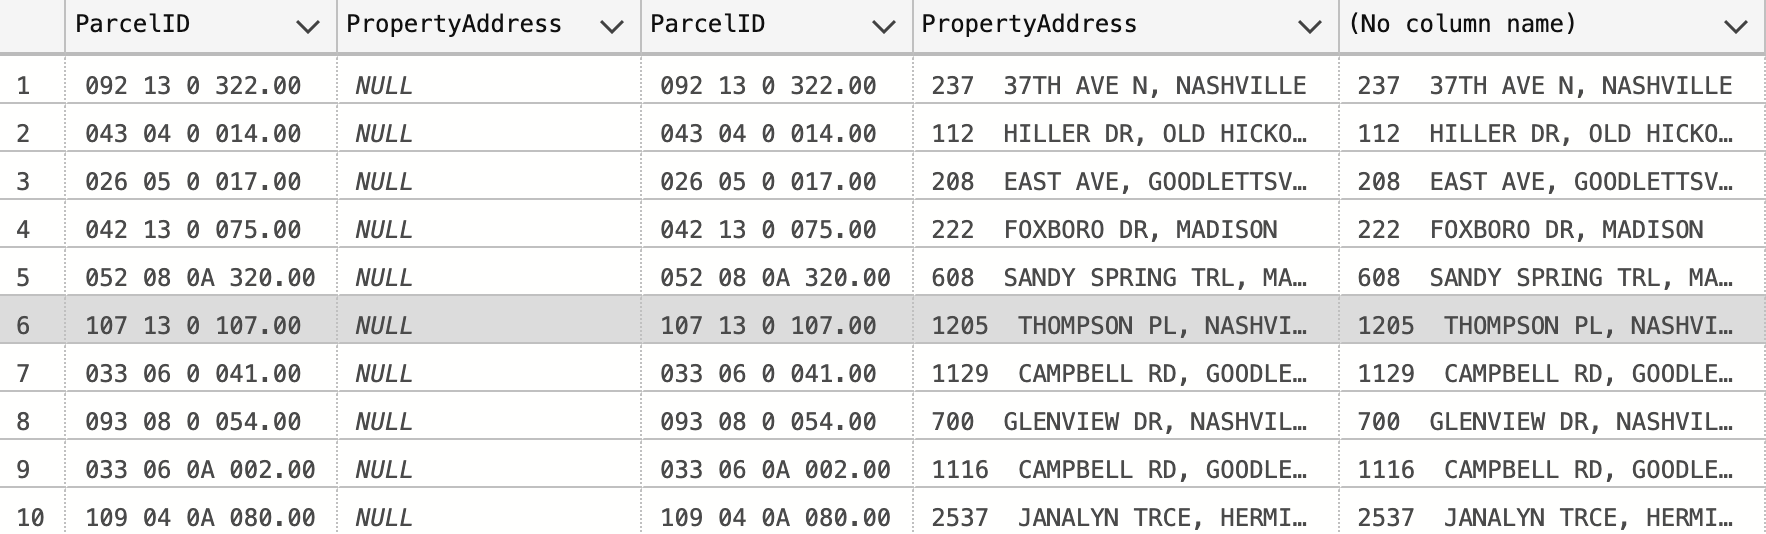 ParcelID PropertyAddress ParcelID PropertyAddress (No column name)
1 092 13 0 322.00 NULL 092 13 0 322.00 237  37TH AVE N, NASHVILLE 237  37TH AVE N, NASHVILLE
2 043 04 0 014.00 NULL 043 04 0 014.00 112  HILLER DR, OLD HICKO… 112  HILLER DR, OLD HICKO…
3 026 05 0 017.00 NULL 026 05 0 017.00 208  EAST AVE, GOODLETTSV… 208  EAST AVE, GOODLETTSV…
4 042 13 0 075.00 NULL 042 13 0 075.00 222  FOXBORO DR, MADISON 222  FOXBORO DR, MADISON
5 052 08 0A 320.00 NULL 052 08 0A 320.00 608  SANDY SPRING TRL, MA… 608  SANDY SPRING TRL, MA…
6 107 13 0 107.00 NULL 107 13 0 107.00 1205  THOMPSON PL, NASHVI… 1205  THOMPSON PL, NASHVI…
7 033 06 0 041.00 NULL 033 06 0 041.00 1129  CAMPBELL RD, GOODLE… 1129  CAMPBELL RD, GOODLE…
8 093 08 0 054.00 NULL 093 08 0 054.00 700  GLENVIEW DR, NASHVIL… 700  GLENVIEW DR, NASHVIL…
9 033 06 0A 002.00 NULL 033 06 0A 002.00 1116  CAMPBELL RD, GOODLE… 1116  CAMPBELL RD, GOODLE…
10 109 04 0A 080.00 NULL 109 04 0A 080.00 2537  JANALYN TRCE, HERMI… 2537  JANALYN TRCE, HERMI…